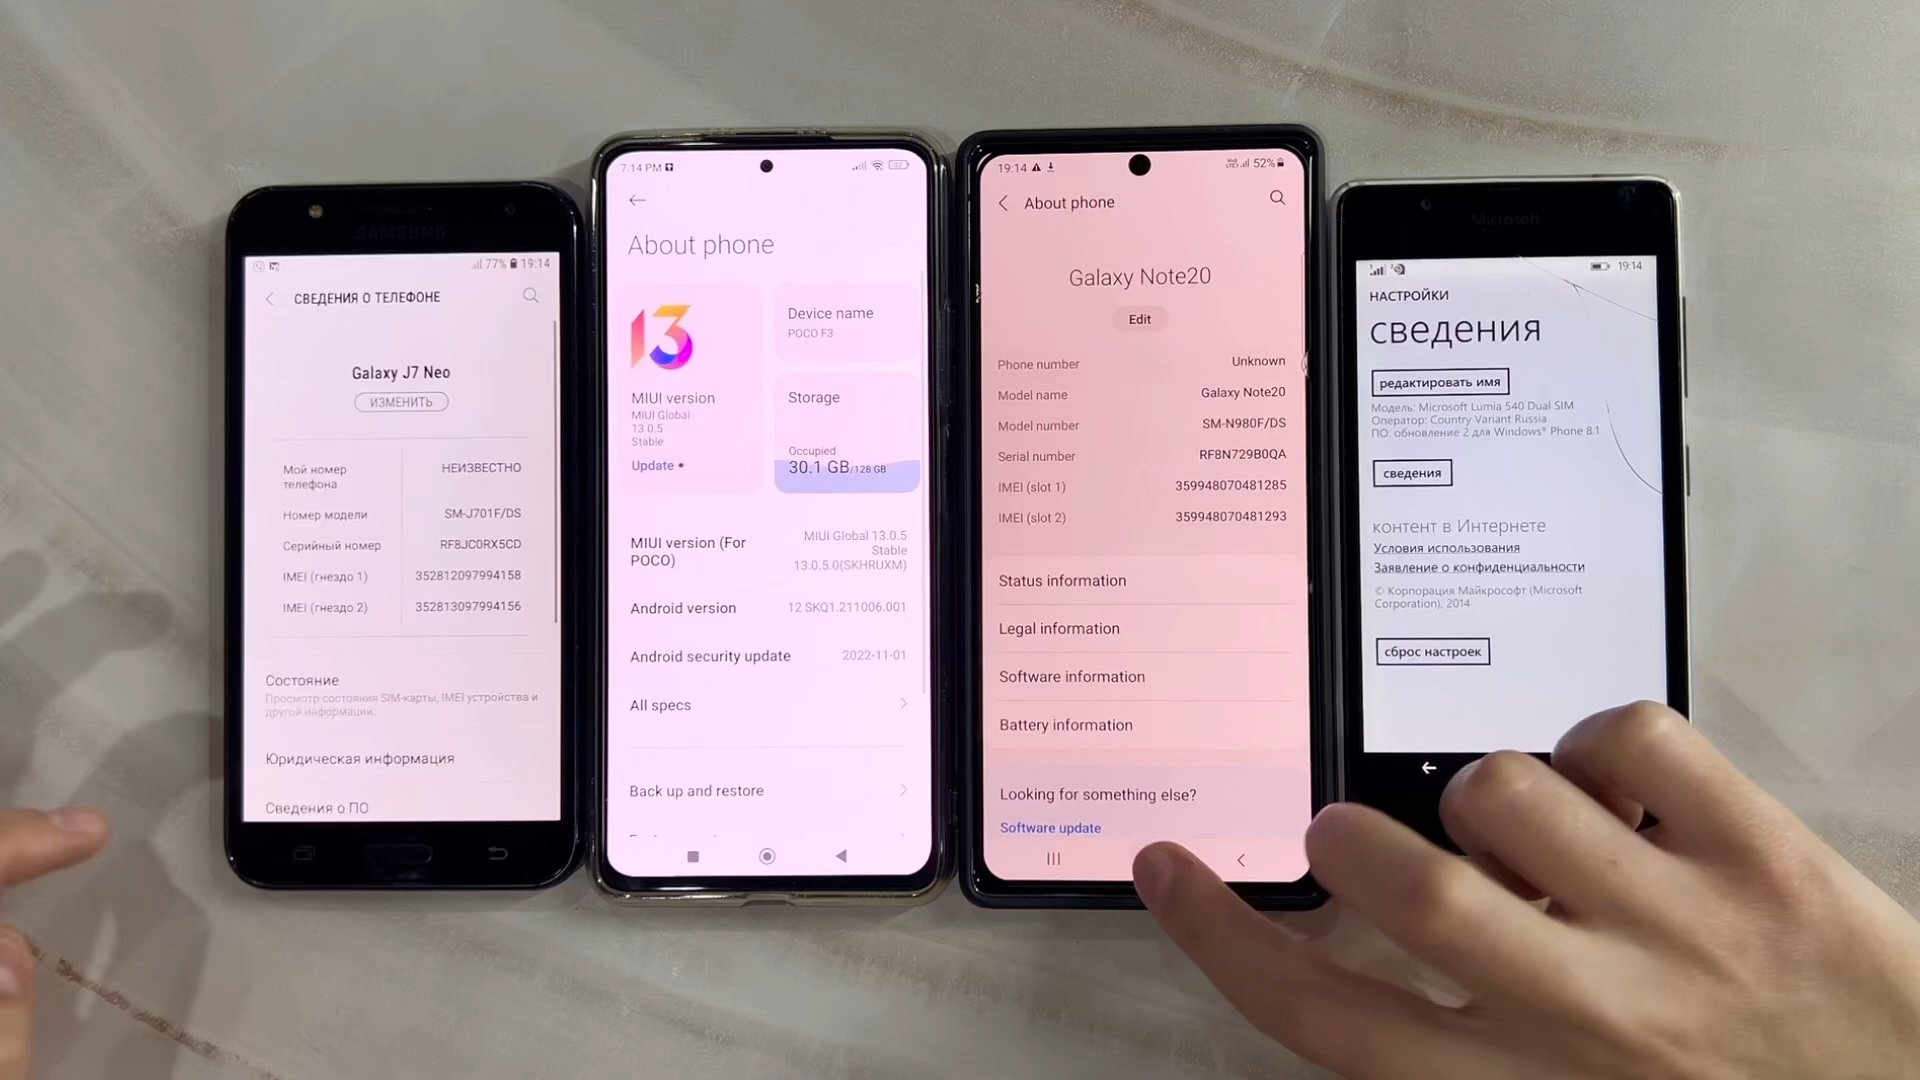 SAMSUNG
77% 19:14
СВЕДЕНИЯ О ТЕЛЕФОНЕ
Galaxy J7 Neo
ИЗМЕНИТЬ
Мой номер
телефона
НЕИЗВЕСТНО
Номер модели
SM-J701F/DS
Серийный номер
RF8JC0RX5CD
IMEI (гнездо 1)
352812097994158
IMEI (гнездо 2)
352813097994156
Состояние
Просмотр состояния SIM-карты, IMEI устройства и
другой информации.
Юридическая информация
Сведения о ПО
7:14 PM
About phone
13
MIUI version
MIUI Global
13.0.5
Stable
Update
Device name
POCO F3
Storage
Occupied
30.1 GB/128 GB
MIUI version (For
POCO)
MIUI Global 13.0.5
Stable
13.0.5.0(SKHRUXM)
Android version
12 SKQ1.211006.001
Android security update
2022-11-01
All specs
Back up and restore
19:14
52%
About phone
Galaxy Note20
Edit
Phone number
Unknown
Model name
Galaxy Note20
Model number
SM-N980F/DS
Serial number
RF8N729B0QA
IMEI (slot 1)
359948070481285
IMEI (slot 2)
359948070481293
Status information
Legal information
Software information
Battery information
Looking for something else?
Software update
Microsoft
19:14
НАСТРОЙКИ
сведения
редактировать имя
Модель: Microsoft Lumia 540 Dual SIM
Оператор: Country Variant Russia
ПО: обновление 2 для Windows® Phone 8.1
сведения
контент в Интернете
Условия использования
Заявление о конфиденциальности
© Корпорация Майкрософт (Microsoft
Corporation), 2014
сброс настроек